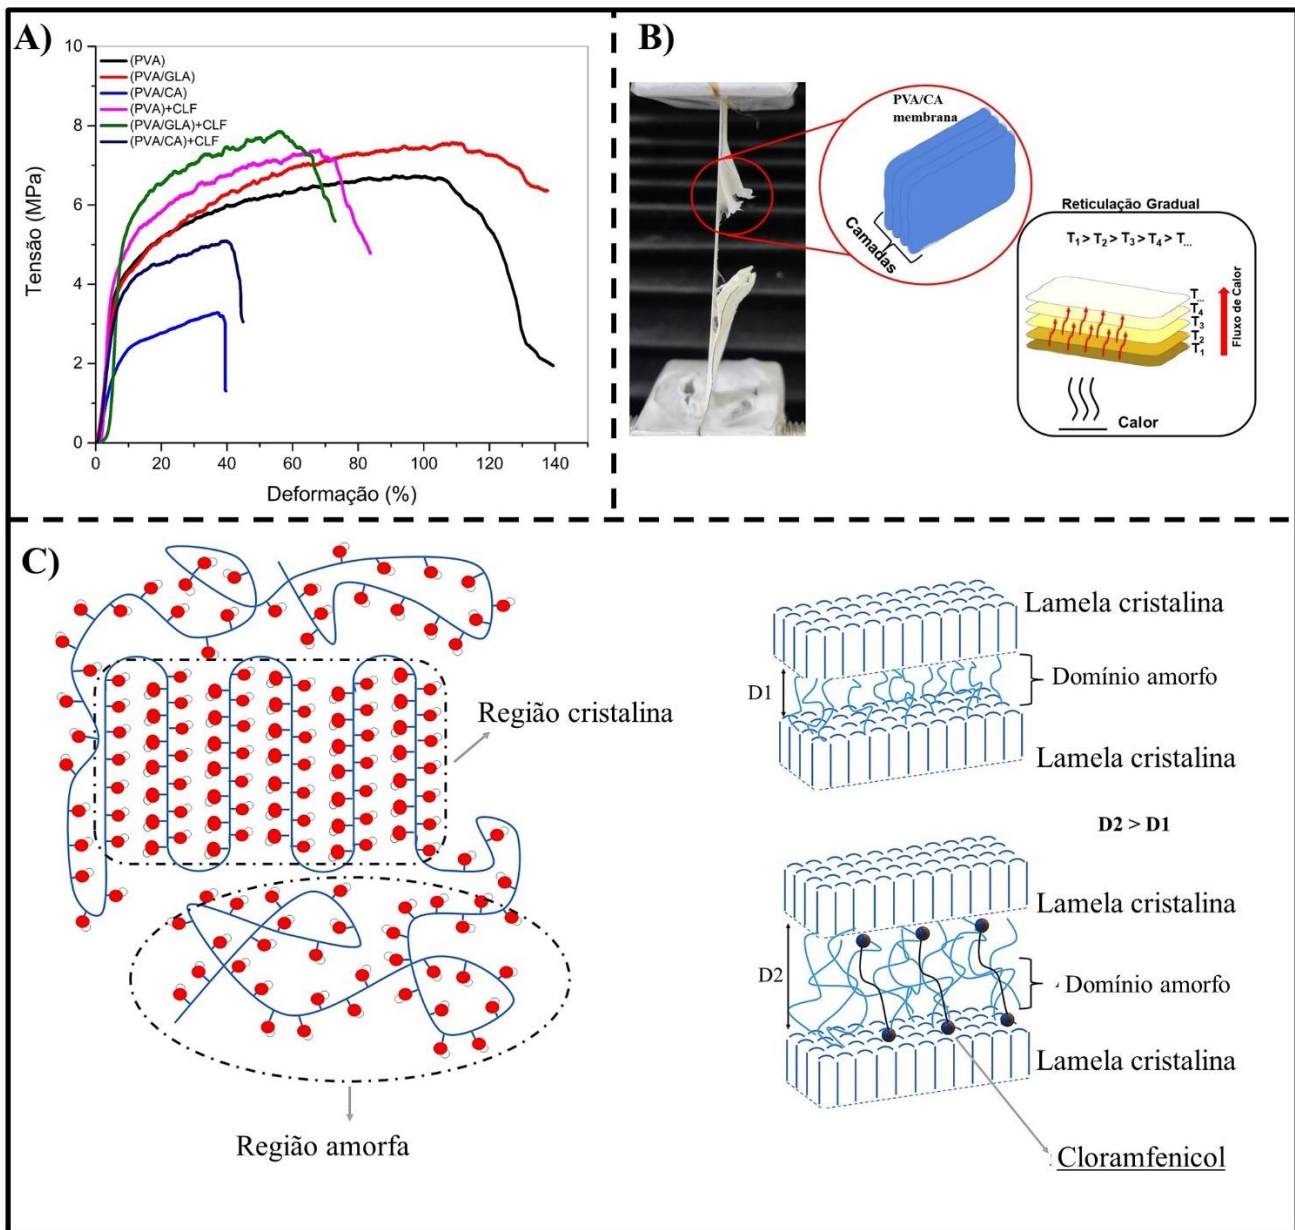 A)
Tensão (MPa)
10
8
6
4
2
0
(PVA)
(PVA/GLA)
(PVA/CA)
(PVA)+CLF
(PVA/GLA)+CLF
(PVA/CA)+CLF
0 20 40 60 80 100 120 140
Deformação (%)
B)
PVA/CA
membrana
Camadas
Reticulação Gradual
T1 > T2 > T3 > T4 > T...
T...
T4
T3
T2
T1
Fluxo de Calor
Calor
C)
Região cristalina
Região amorfa
Lamela cristalina
D1
Domínio amorfo
Lamela cristalina
D2 > D1
Lamela cristalina
D2
Domínio amorfo
Lamela cristalina
Cloramfenicol